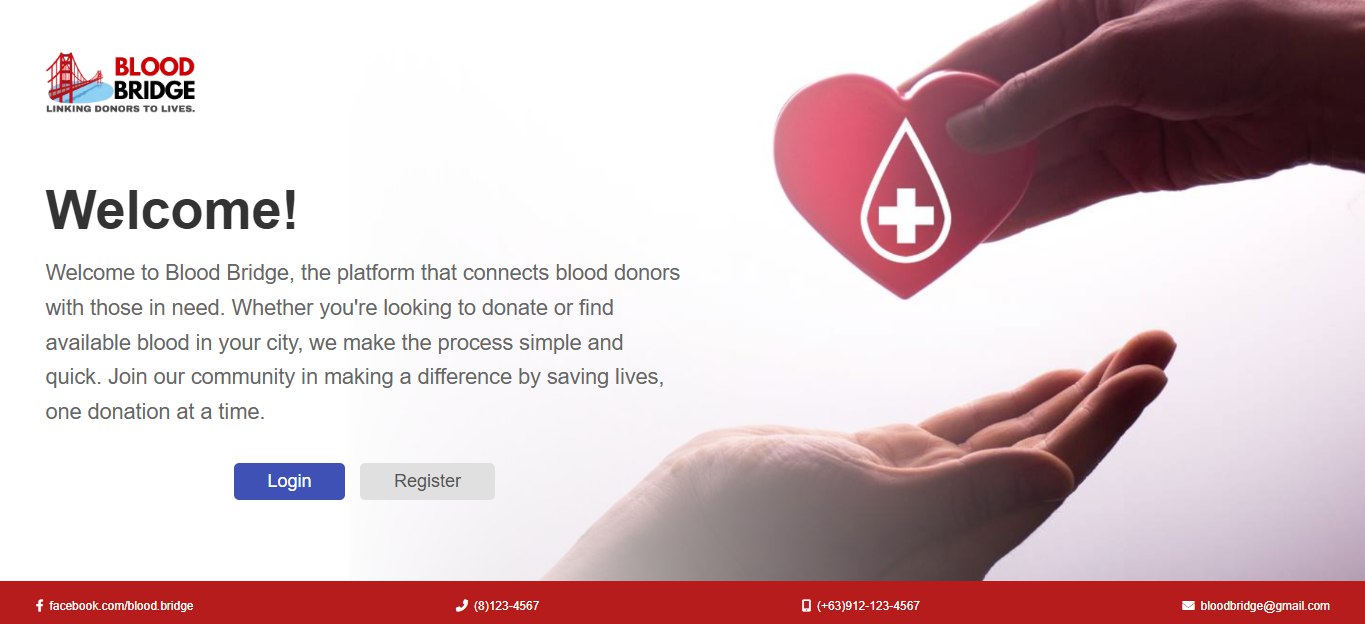 BLOOD
BRIDGE
LINKING DONORS TO LIVES.
Welcome!
Welcome to Blood Bridge, the platform that connects blood donors
with those in need. Whether you're looking to donate or find
available blood in your city, we make the process simple and
quick. Join our community in making a difference by saving lives,
one donation at a time.
Login Register
facebook.com/blood.bridge (8)123-4567 (+63)912-123-4567 bloodbridge@gmail.com